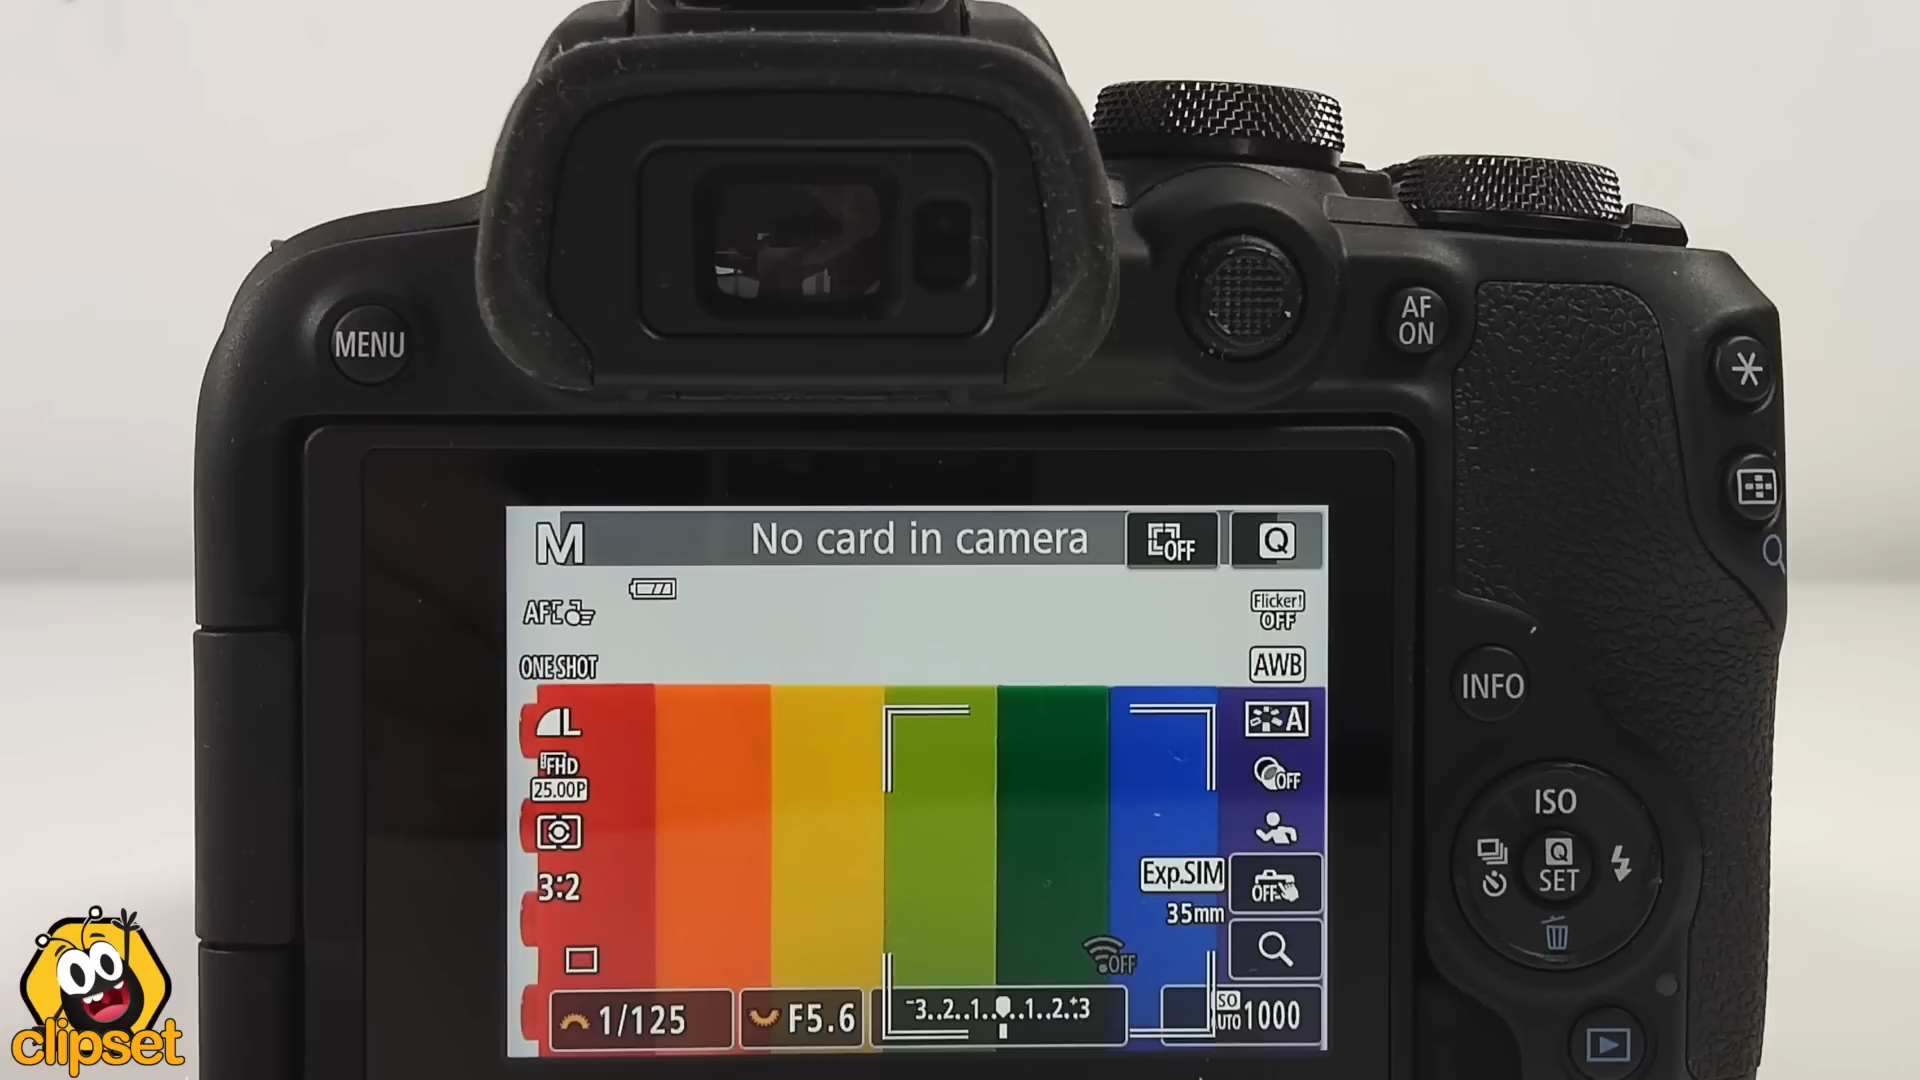 MENU
AF
ON
M
No card in camera
OFF
Q
Flicker!
OFF
AF
ONE SHOT
AWB
L
A
FHD
25.00P
OFF
3:2
Exp.SIM
OFF
35mm
OFF
1/125
F5.6
-3..2..1..0..1..2..+3
ISO
AUTO 1000
INFO
ISO
Q
SET
clipset